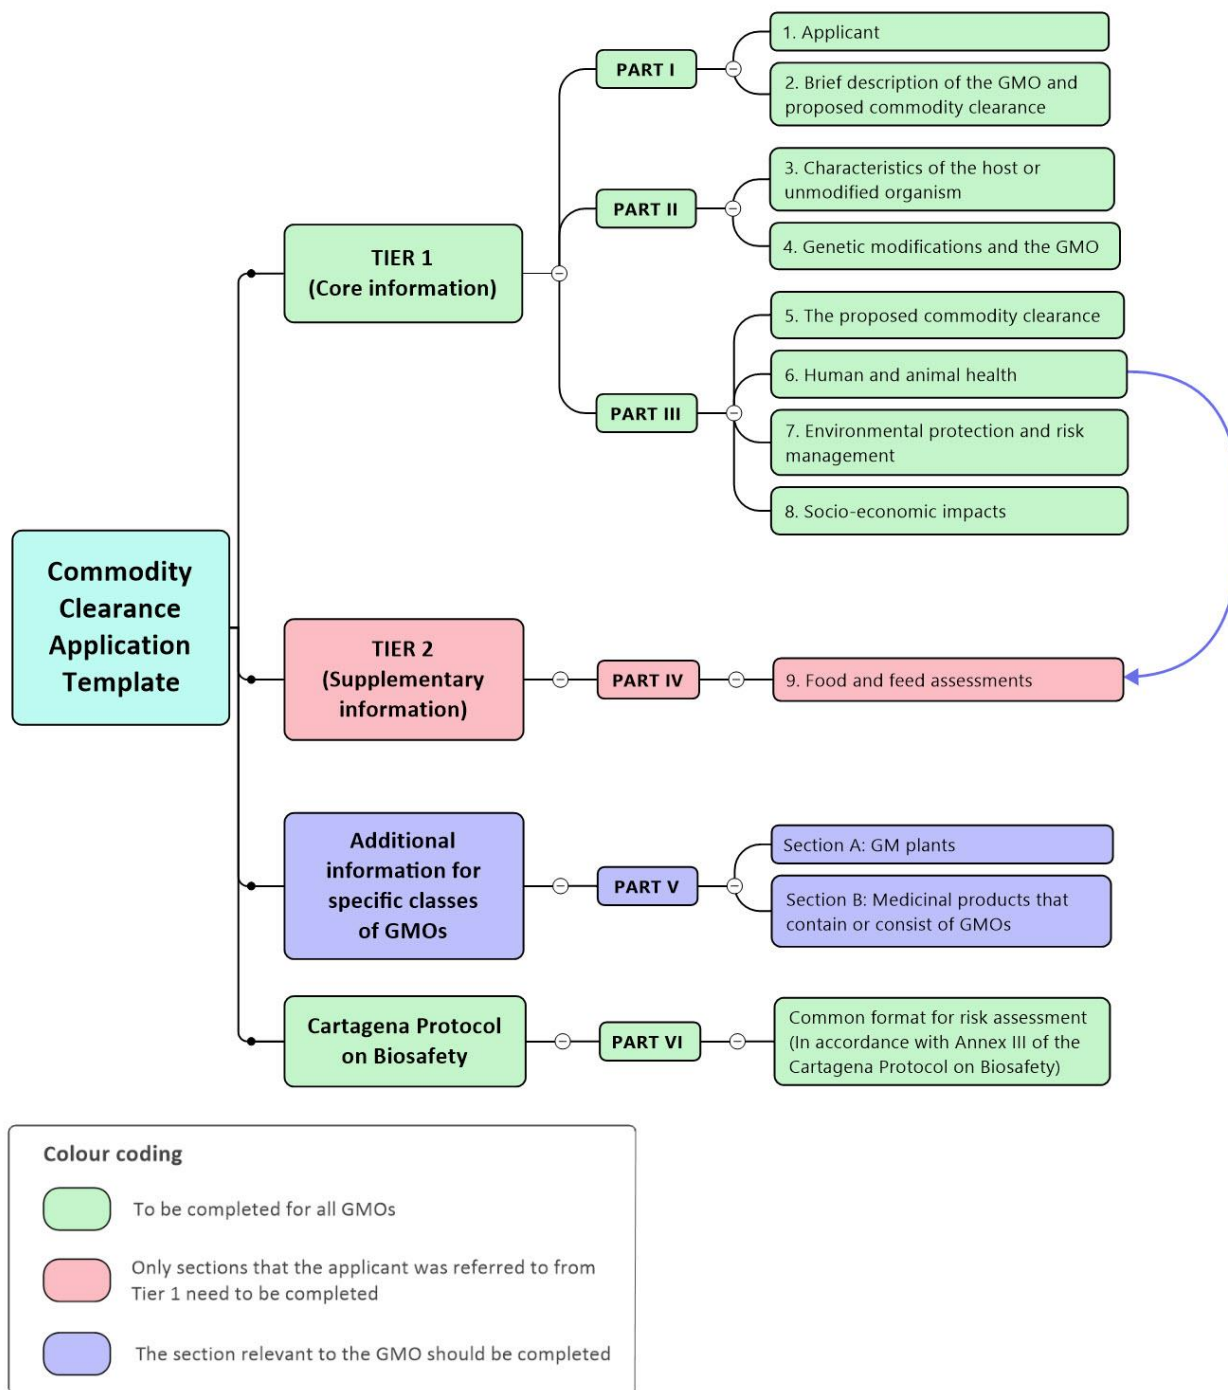 1. Applicant
PART I
2. Brief description of the GMO and
proposed commodity clearance
3. Characteristics of the host or
unmodified organism
PART II
4. Genetic modifications and the GMO
TIER 1
(Core information)
5. The proposed commodity clearance
6. Human and animal health
PART III
7. Environmental protection and risk
management
8. Socio-economic impacts
Commodity
Clearance
Application
Template
TIER 2
(Supplementary
information)
PART IV
9. Food and feed assessments
Additional
information for
specific classes
of GMOs
PART V
Section A: GM plants
Section B: Medicinal products that
contain or consist of GMOs
Cartagena Protocol
on Biosafety
PART VI
Common format for risk assessment
(In accordance with Annex III of the
Cartagena Protocol on Biosafety)
Colour coding
To be completed for all GMOs
Only sections that the applicant was referred to from
Tier 1 need to be completed
The section relevant to the GMO should be completed